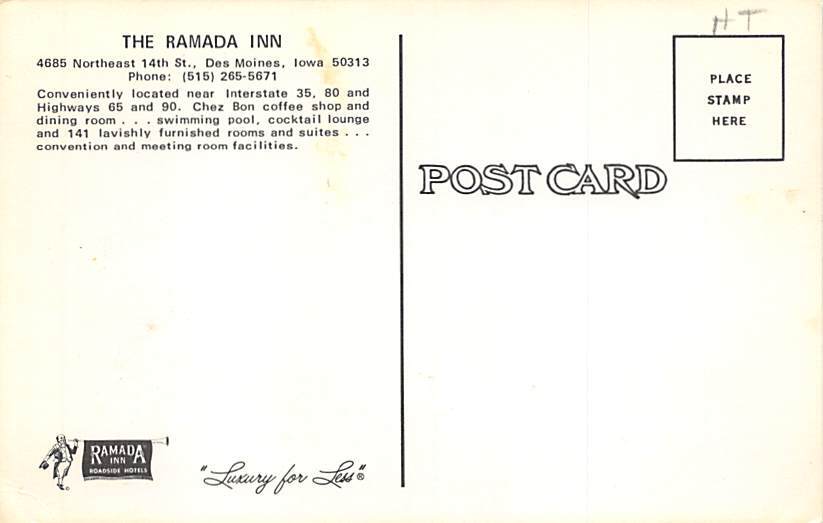 HT
THE RAMADA INN
4685 Northeast 14th St., Des Moines, Iowa 50313
Phone: (515) 265-5671
Conveniently located near Interstate 35, 80 and
Highways 65 and 90. Chez Bon coffee shop and
dining room . . . swimming pool, cocktail lounge
and 141 lavishly furnished rooms and suites . . .
convention and meeting room facilities.
PLACE
STAMP
HERE
POST CARD
RAMADA
INN
ROADSIDE HOTELS
"Luxury for Less"®